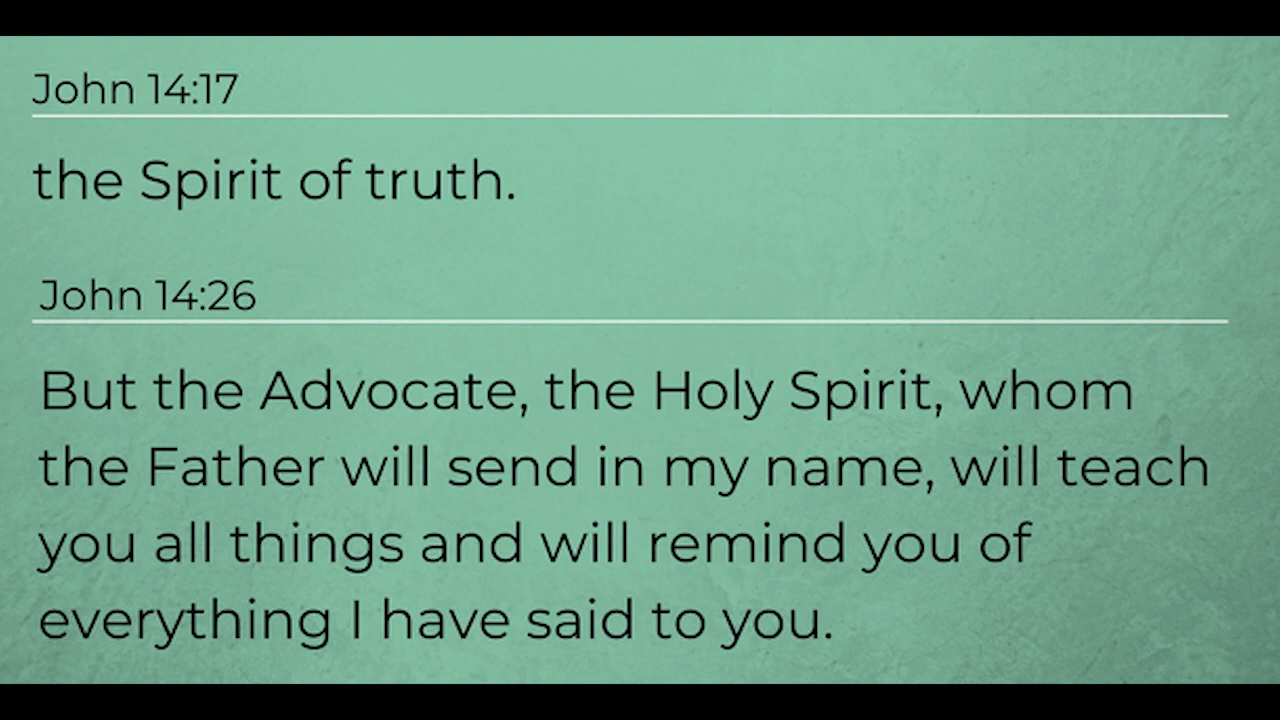 John 14:17
the Spirit of truth.
John 14:26
But the Advocate, the Holy Spirit, whom
the Father will send in my name, will teach
you all things and will remind you of
everything I have said to you.